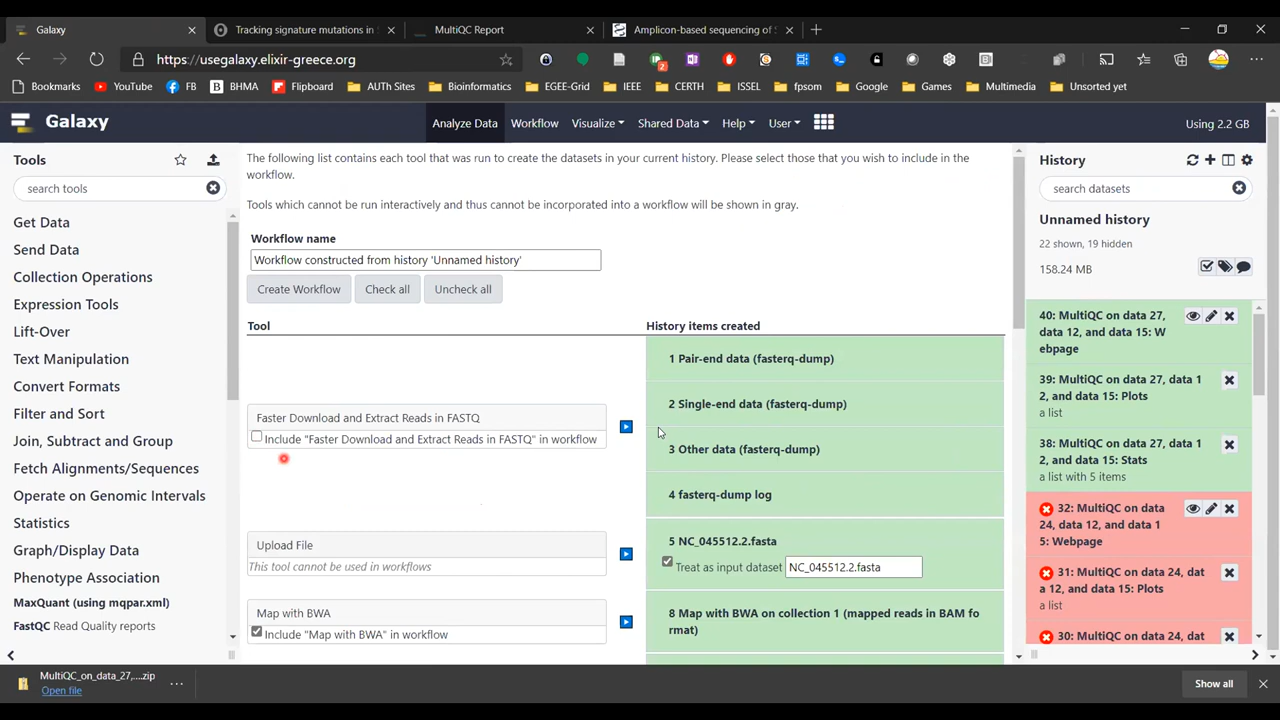 Galaxy
Tracking signature mutations in
MultiQC Report
Amplicon-based sequencing of S
https://usegalaxy.elixir-greece.org
2
Bookmarks
YouTube
FB
BHMA
Flipboard
AUTh Sites
Bioinformatics
EGEE-Grid
IEEE
CERTH
ISSEL
fpsom
Google
Games
Multimedia
Unsorted yet
Galaxy
Analyze Data
Workflow
Visualize
Shared Data
Help
User
Using 2.2 GB
Tools
search tools
Get Data
Send Data
Collection Operations
Expression Tools
Lift-Over
Text Manipulation
Convert Formats
Filter and Sort
Join, Subtract and Group
Fetch Alignments/Sequences
Operate on Genomic Intervals
Statistics
Graph/Display Data
Phenotype Association
MaxQuant (using mqpar.xml)
FastQC Read Quality reports
The following list contains each tool that was run to create the datasets in your current history. Please select those that you wish to include in the
workflow.
Tools which cannot be run interactively and thus cannot be incorporated into a workflow will be shown in gray.
Workflow name
Workflow constructed from history 'Unnamed history'
Create Workflow
Check all
Uncheck all
Tool
History items created
Faster Download and Extract Reads in FASTQ
Include "Faster Download and Extract Reads in FASTQ" in workflow
1 Pair-end data (fasterq-dump)
2 Single-end data (fasterq-dump)
3 Other data (fasterq-dump)
4 fasterq-dump log
Upload File
This tool cannot be used in workflows
5 NC_045512.2.fasta
Treat as input dataset
NC_045512.2.fasta
Map with BWA
Include "Map with BWA" in workflow
8 Map with BWA on collection 1 (mapped reads in BAM fo
rmat)
History
search datasets
Unnamed history
22 shown, 19 hidden
158.24 MB
40: MultiQC on data 27,
data 12, and data 15: W
ebpage
39: MultiQC on data 27, data 1
2, and data 15: Plots
a list
38: MultiQC on data 27, data 1
2, and data 15: Stats
a list with 5 items
32: MultiQC on data
24, data 12, and data 1
5: Webpage
31: MultiQC on data 24, dat
a 12, and data 15: Plots
a list
30: MultiQC on data 24, dat
MultiQC_on_data_27,....zip
Open file
Show all